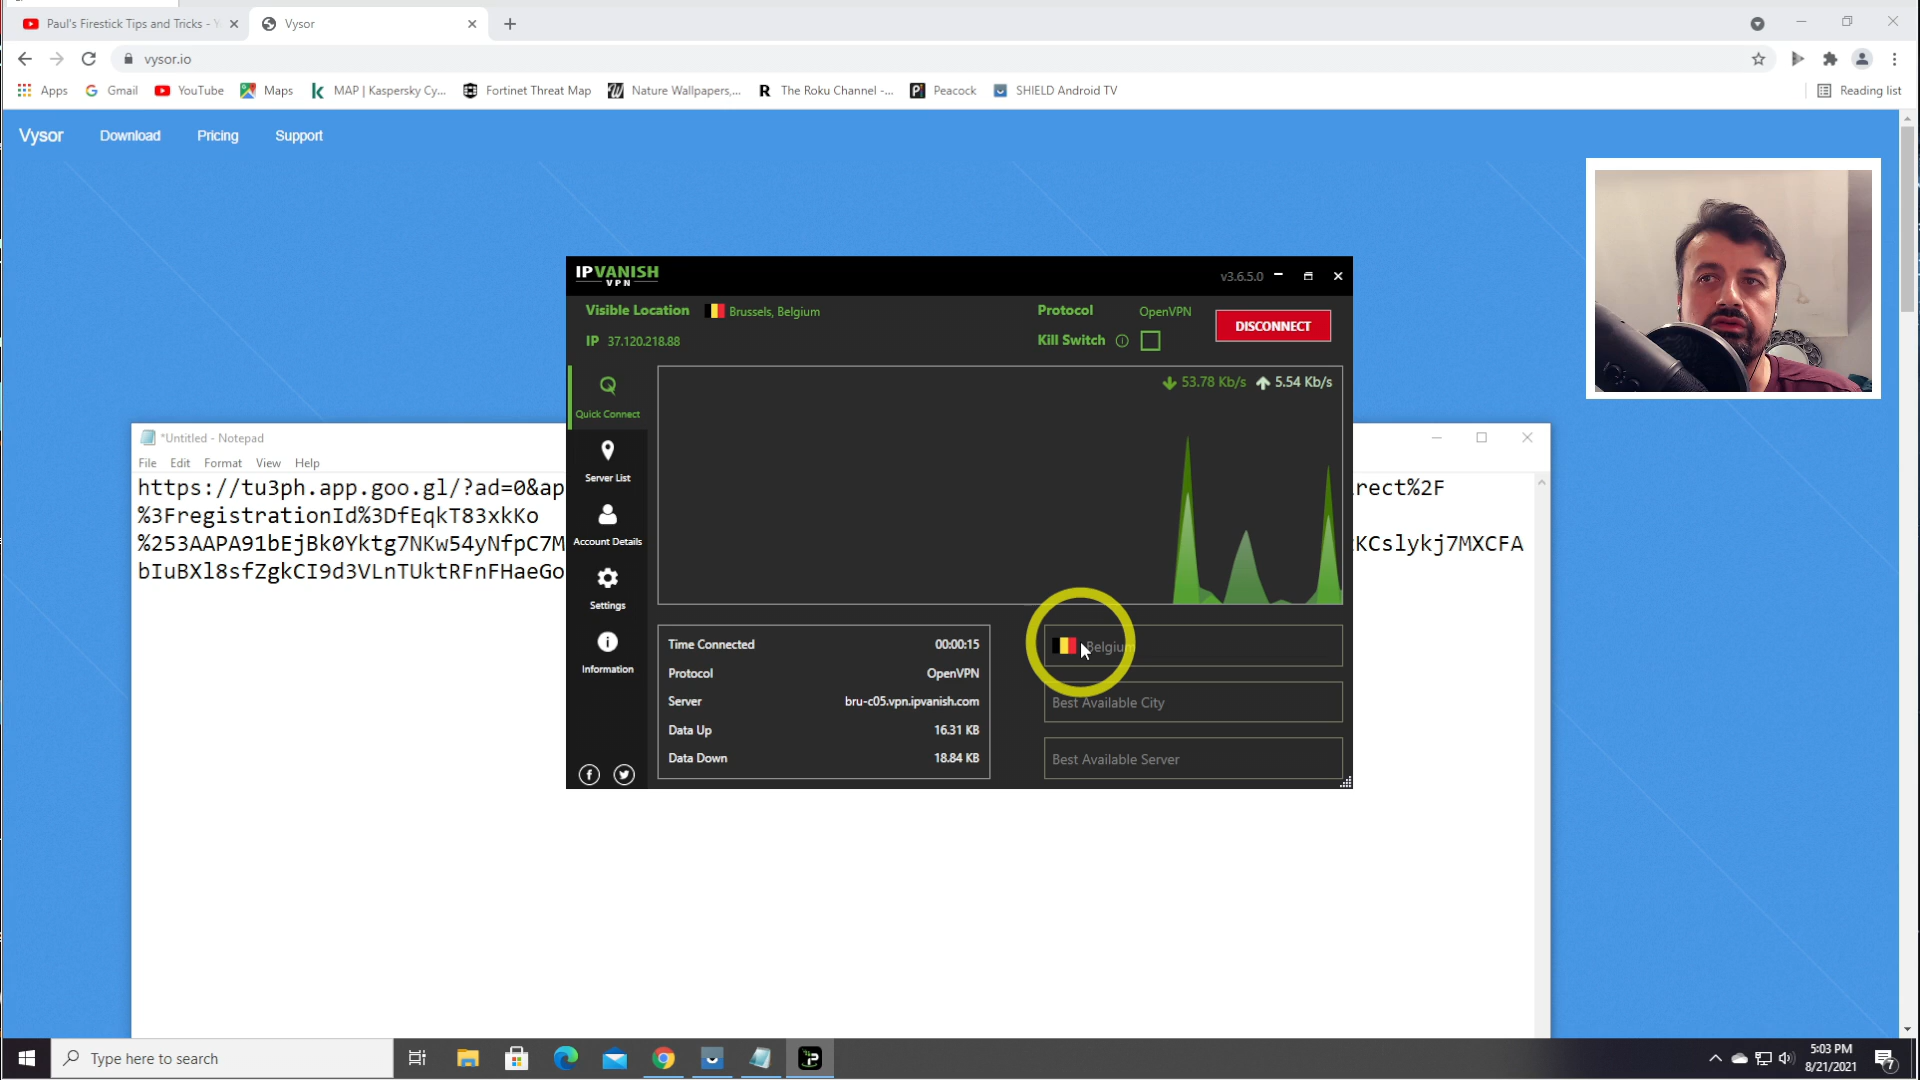 Paul's Firestick Tips and Tricks -
Vysor
vysor.io
Apps
Gmail
YouTube
Maps
MAP | Kaspersky Cy...
Fortinet Threat Map
Nature Wallpapers,...
The Roku Channel -...
Peacock
SHIELD Android TV
Reading list
Vysor
Download
Pricing
Support
IPVANISH
VPN
v3.6.5.0
Visible Location
Brussels, Belgium
Protocol
OpenVPN
DISCONNECT
IP 37.120.218.88
Kill Switch
53.78 Kb/s
5.54 Kb/s
Quick Connect
Server List
Account Details
Settings
Information
Time Connected 00:00:15
Protocol OpenVPN
Server bru-c05.vpn.ipvanish.com
Data Up 16.31 KB
Data Down 18.84 KB
Belgium
Best Available City
Best Available Server
*Untitled - Notepad
File Edit Format View Help
https://tu3ph.app.goo.gl/?ad=0&ap
rect%2F
%3FregistrationId%3DfEqkT83xkKo
%253AAPA91bEjBk0Yktg7NKw54yNfpC7M
KCslykj7MXCFA
bIuBXl8sfZgkCI9d3VLnTUktRFnFHaeGo
Type here to search
5:03 PM
8/21/2021
7